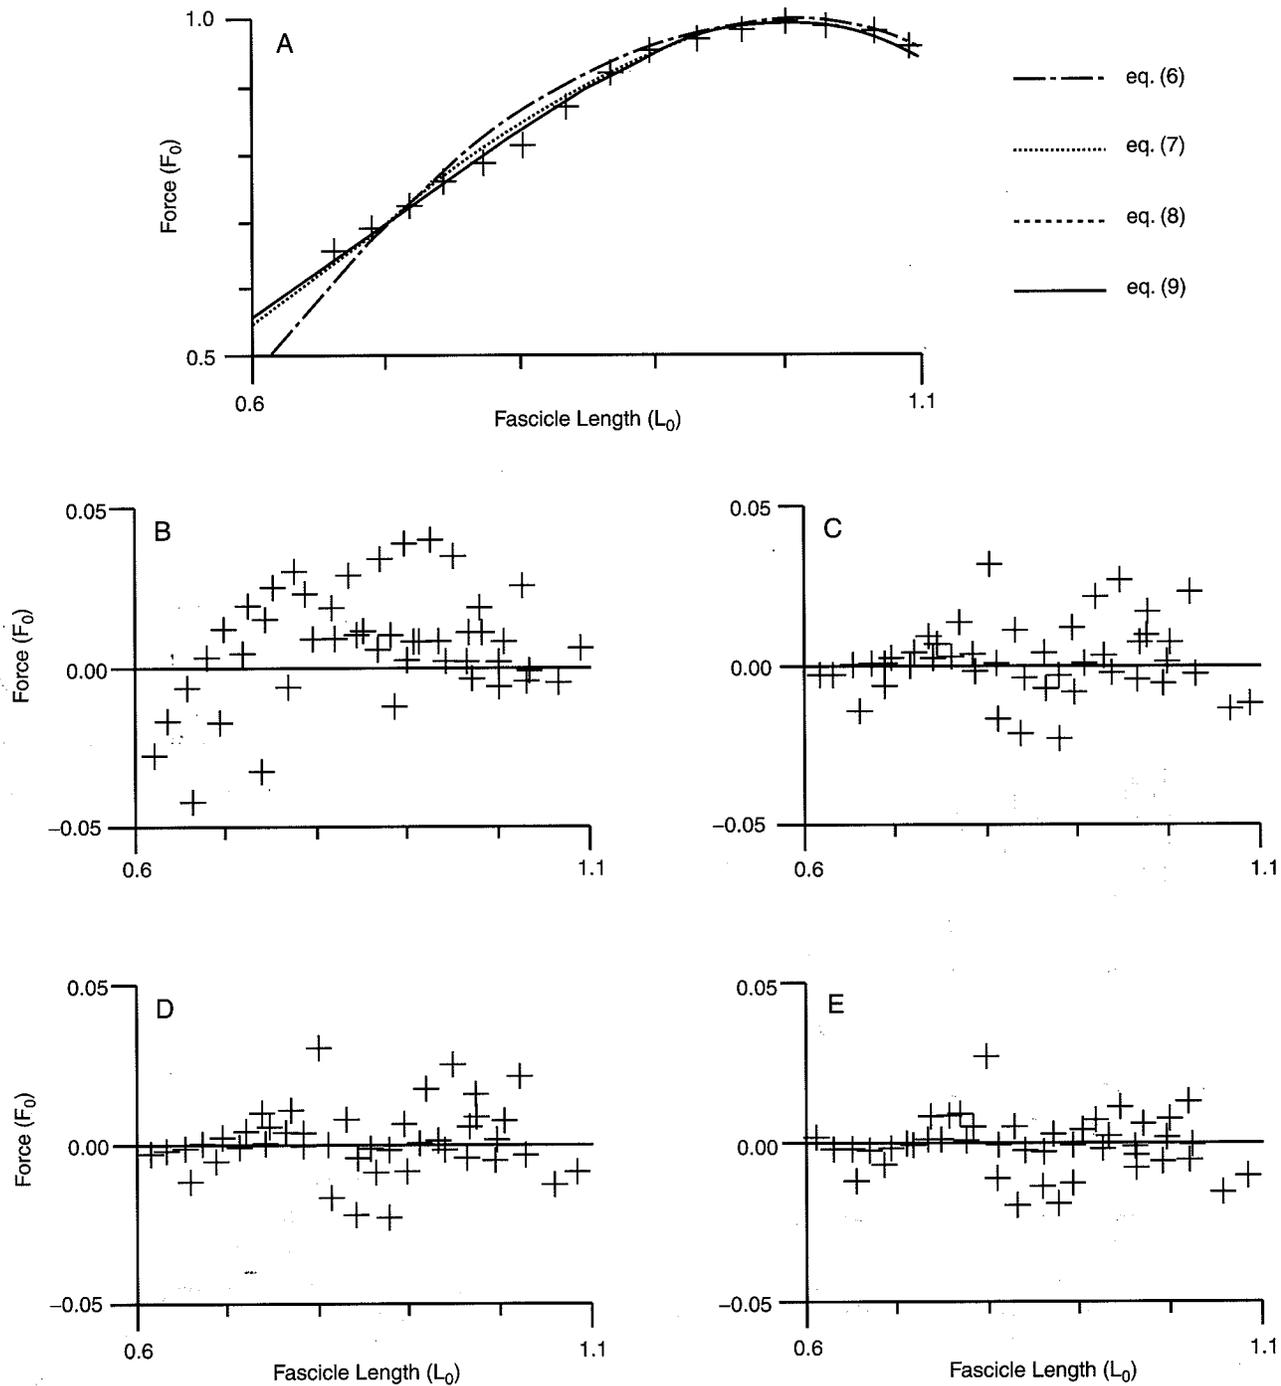 1.0
A
Force (F0)
0.5
0.6
1.1
Fascicle Length (L0)
eq. (6)
eq. (7)
eq. (8)
eq. (9)
0.05
B
Force (F0)
0.00
−0.05
0.6
1.1
0.05
C
0.00
−0.05
0.6
1.1
0.05
D
Force (F0)
0.00
−0.05
0.6
1.1
Fascicle Length (L0)
0.05
E
0.00
−0.05
0.6
1.1
Fascicle Length (L0)